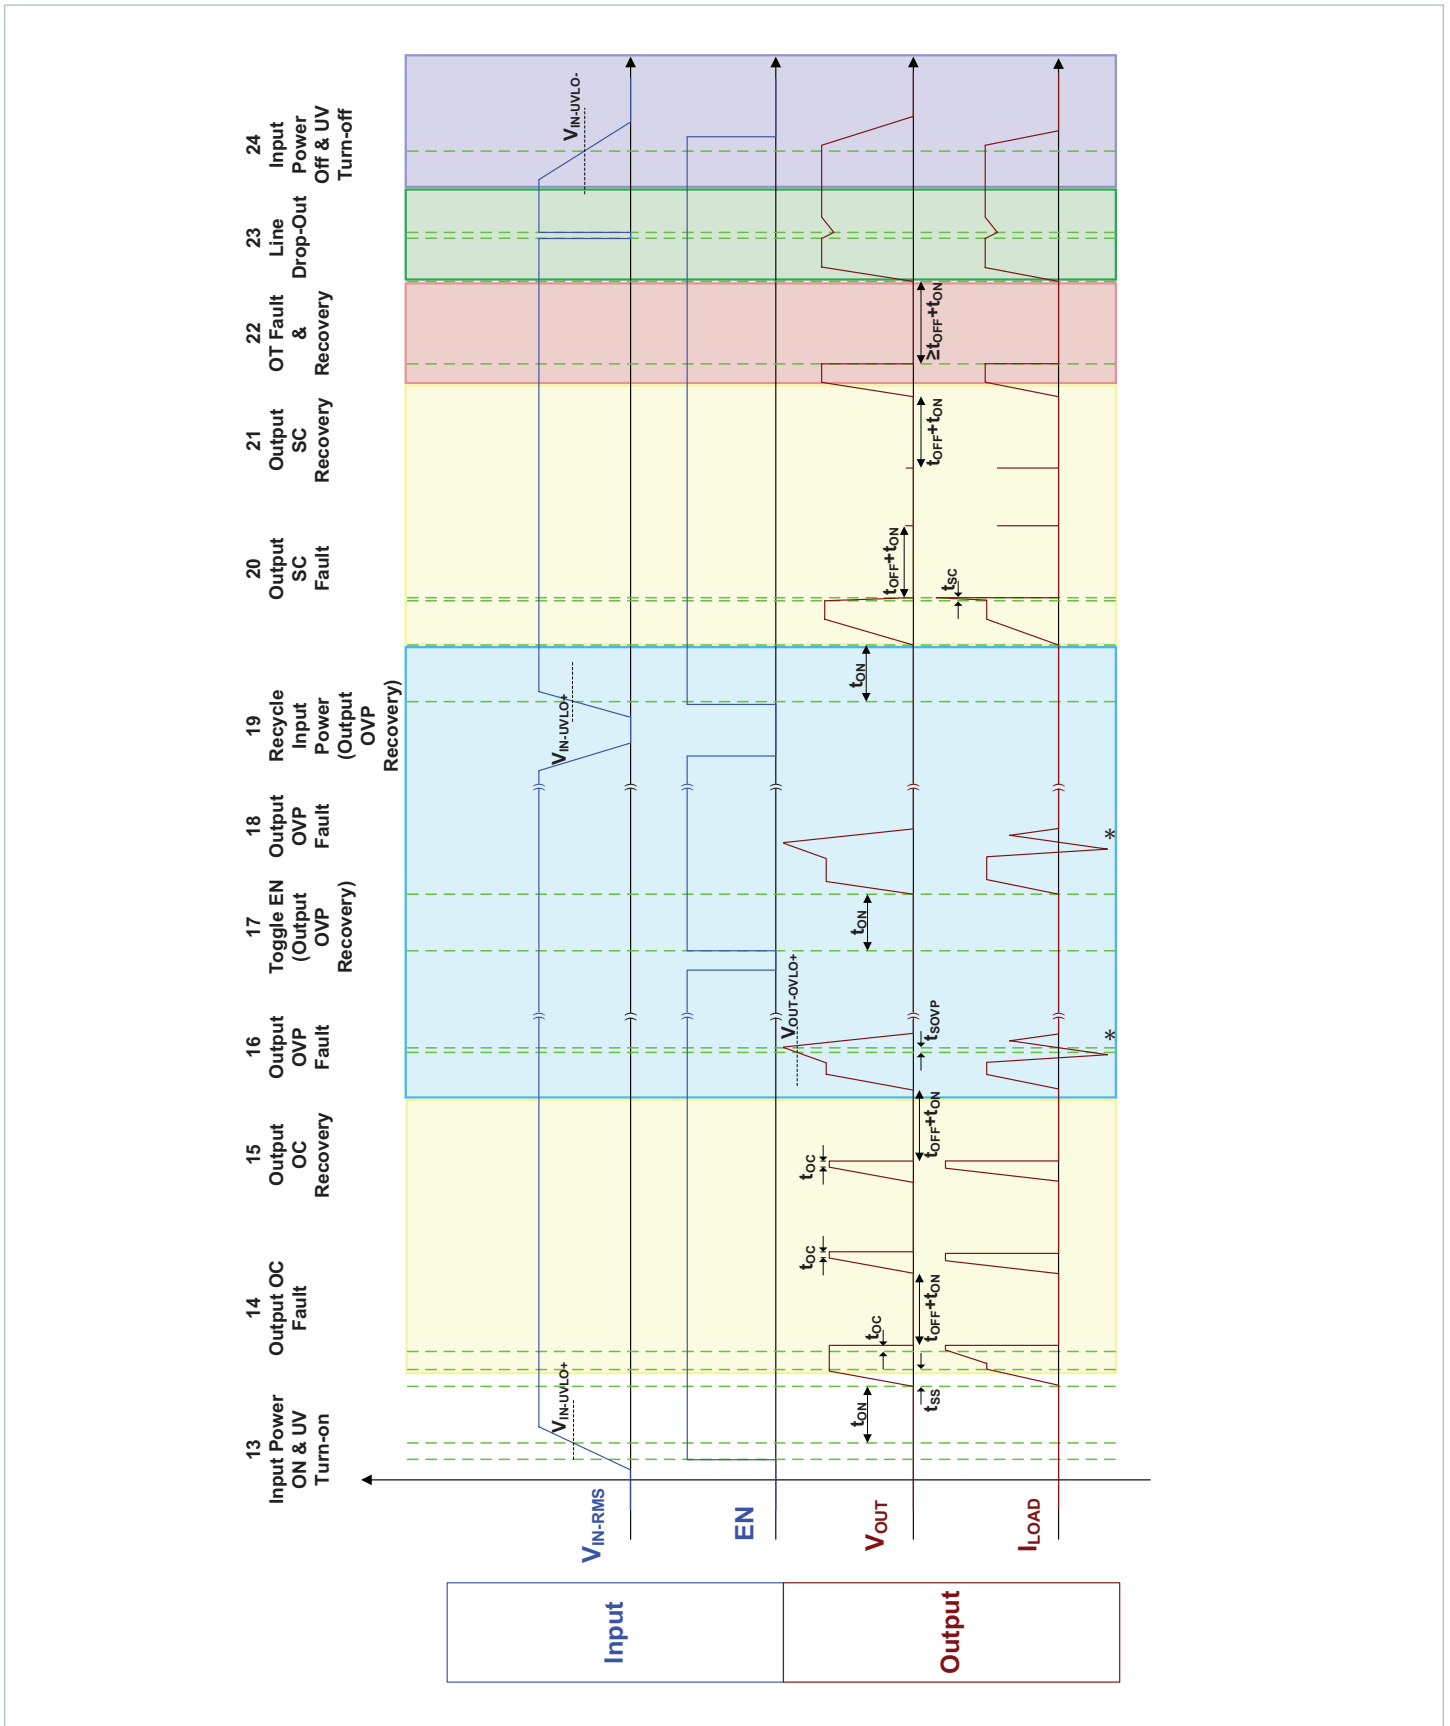 13
Input Power
ON & UV
Turn-on
14
Output OC
Fault
15
Output
OC
Recovery
16
Output
OVP
Fault
17
Toggle EN
(Output
OVP
Recovery)
18
Output
OVP
Fault
19
Recycle
Input
Power
(Output
OVP
Recovery)
20
Output
SC
Fault
21
Output
SC
Recovery
22
OT Fault
&
Recovery
23
Line
Drop-Out
24
Input
Power
Off & UV
Turn-off
Input
VIN-RMS
VIN-UVLO+
VIN-UVLO+
VIN-UVLO-
EN
Output
VOUT
tON
tSS
tOC
tOFF+tON
tOC
tOC
tOFF+tON
VOUT-OVLO+
tSOVP
tON
tON
tOFF+tON
tOFF+tON
≥tOFF+tON
ILOAD
*
*
tSC